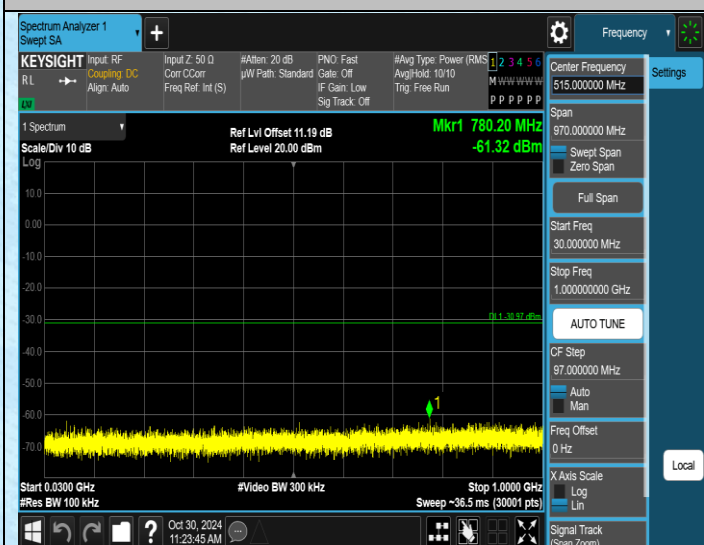 Spectrum Analyzer 1
Swept SA
Frequency
KEYSIGHT
RL
LXI
Input: RF
Coupling: DC
Align: Auto
Input Z: 50 Ω
Corr CCorr
Freq Ref: Int (S)
#Atten: 20 dB
µW Path: Standard
PNO: Fast
Gate: Off
IF Gain: Low
Sig Track: Off
#Avg Type: Power (RMS
Avg|Hold: 10/10
Trig: Free Run
1 2 3 4 5 6
M W W W W W
P P P P P P
1 Spectrum
Scale/Div 10 dB
Ref Lvl Offset 11.19 dB
Ref Level 20.00 dBm
Mkr1 780.20 MHz
-61.32 dBm
Log
10.0
0.00
-10.0
-20.0
-30.0
DL1 -30.97 dBm
-40.0
-50.0
-60.0
1
-70.0
Start 0.0300 GHz
#Res BW 100 kHz
#Video BW 300 kHz
Stop 1.0000 GHz
Sweep ~36.5 ms (30001 pts)
?
Oct 30, 2024
11:23:45 AM
Center Frequency
515.000000 MHz
Span
970.000000 MHz
Swept Span
Zero Span
Full Span
Start Freq
30.000000 MHz
Stop Freq
1.000000000 GHz
AUTO TUNE
CF Step
97.000000 MHz
Auto
Man
Freq Offset
0 Hz
X Axis Scale
Log
Lin
Signal Track
(Span Zoom)
Settings
Local